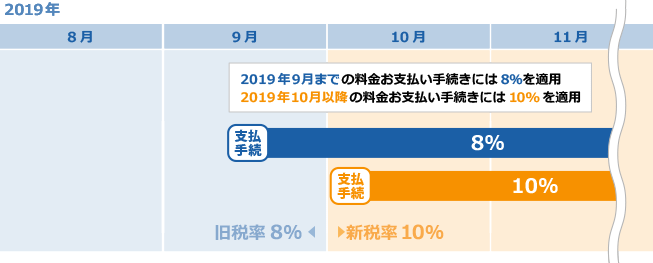 2019年
8月 9月 10月 11月
2019年9月までの料金お支払い手続きには8%を適用
2019年10月以降の料金お支払い手続きには10%を適用
支払
手続
8%
支払
手続
10%
旧税率8%◀ ▶新税率10%